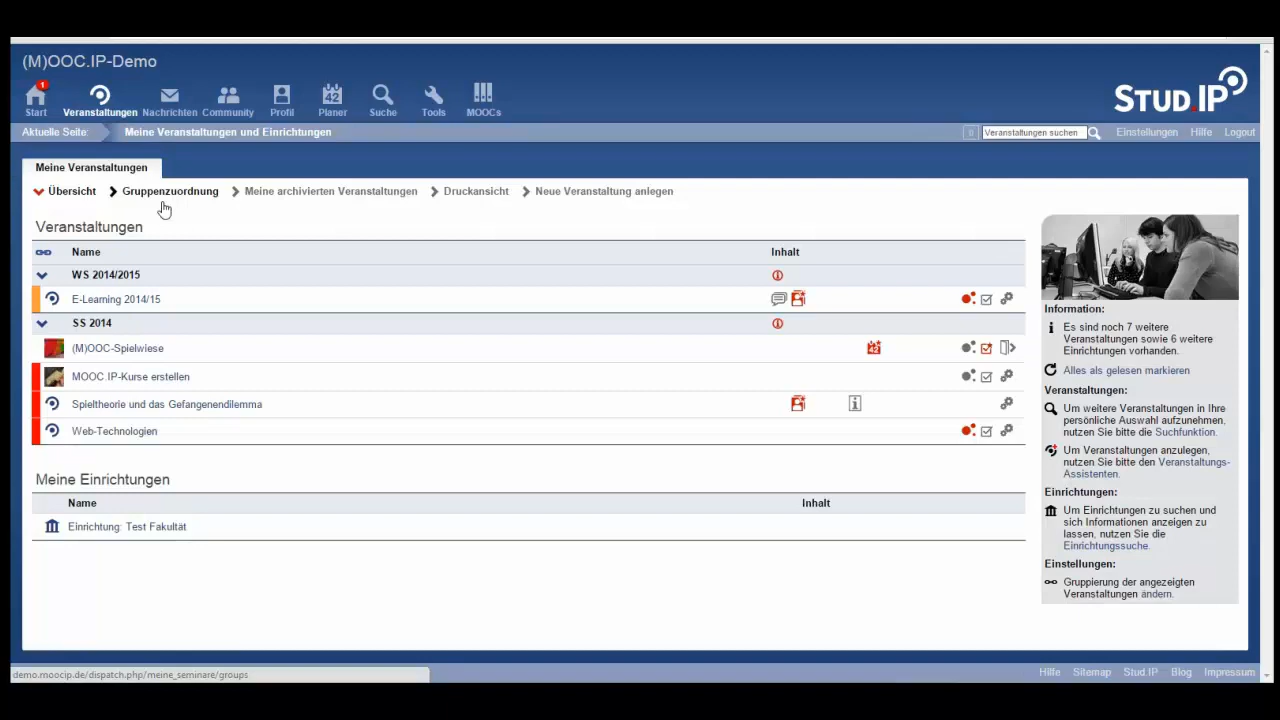 (M)OOC.IP-Demo
1
42
Start Veranstaltungen Nachrichten Community Profil Planer Suche Tools MOOCs
STUD.IP
Aktuelle Seite: Meine Veranstaltungen und Einrichtungen
0 Veranstaltungen suchen Einstellungen Hilfe Logout
Meine Veranstaltungen
Übersicht Gruppenzuordnung Meine archivierten Veranstaltungen Druckansicht Neue Veranstaltung anlegen
Veranstaltungen
Name Inhalt
WS 2014/2015
E-Learning 2014/15
SS 2014
(M)OOC-Spielwiese 42
MOOC IP-Kurse erstellen
Spieltheorie und das Gefangenendilemma
Web-Technologien
Meine Einrichtungen
Name Inhalt
Einrichtung: Test Fakultät
Information:
Es sind noch 7 weitere
Veranstaltungen sowie 6 weitere
Einrichtungen vorhanden.
Alles als gelesen markieren
Veranstaltungen:
Um weitere Veranstaltungen in Ihre
persönliche Auswahl aufzunehmen,
nutzen Sie bitte die Suchfunktion.
Um Veranstaltungen anzulegen,
nutzen Sie bitte den Veranstaltungs-
Assistenten.
Einrichtungen:
Um Einrichtungen zu suchen und
sich Informationen anzeigen zu
lassen, nutzen Sie die
Einrichtungssuche.
Einstellungen:
Gruppierung der angezeigten
Veranstaltungen ändern.
demo.moocip.de/dispatch.php/meine_seminare/groups
Hilfe Sitemap Stud.IP Blog Impressum